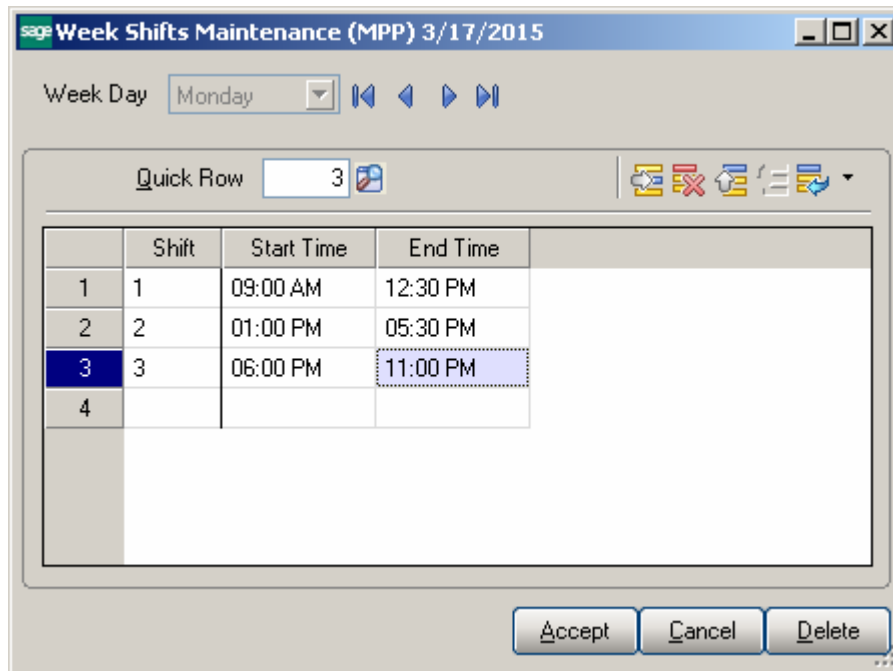 sage Week Shifts Maintenance (MPP) 3/17/2015
Week Day Monday
Quick Row 3
Shift Start Time End Time
1 1 09:00 AM 12:30 PM
2 2 01:00 PM 05:30 PM
3 3 06:00 PM 11:00 PM
4
Accept Cancel Delete